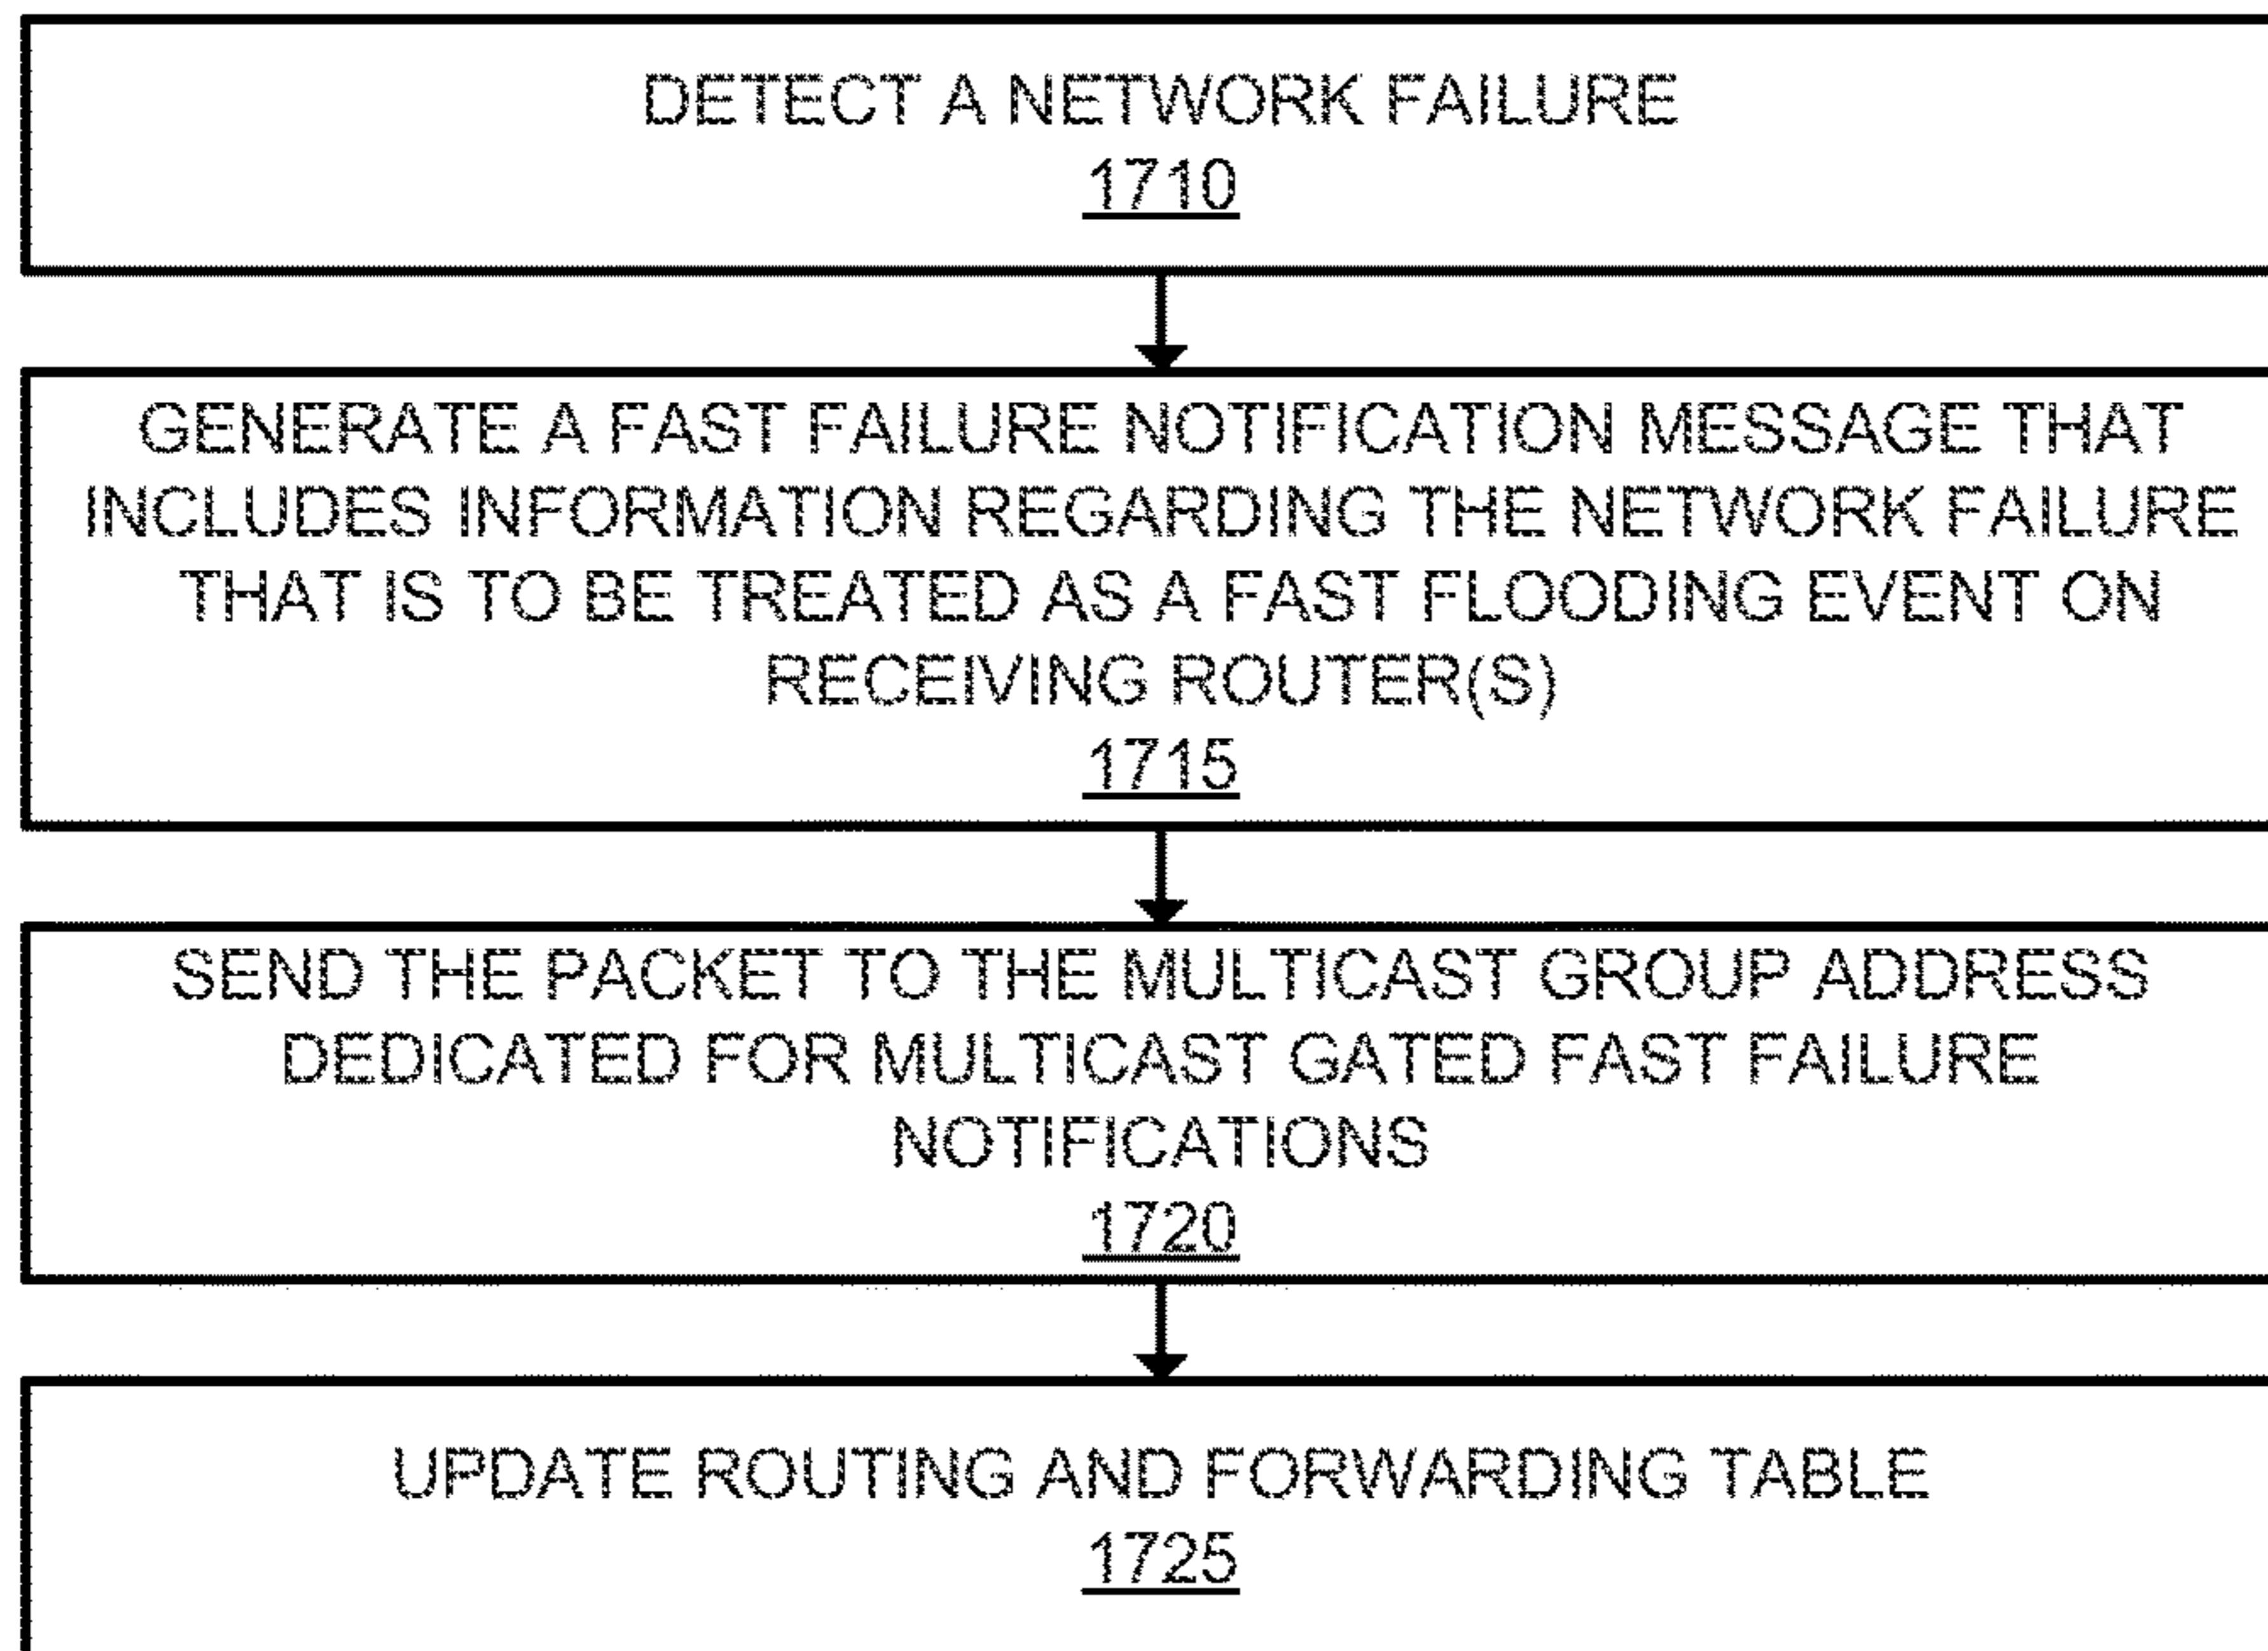 DETECT A NETWORK FAILURE
1710
GENERATE A FAST FAILURE NOTIFICATION MESSAGE THAT
INCLUDES INFORMATION REGARDING THE NETWORK FAILURE
THAT IS TO BE TREATED AS A FAST FLOODING EVENT ON
RECEIVING ROUTER(S)
1715
SEND THE PACKET TO THE MULTICAST GROUP ADDRESS
DEDICATED FOR MULTICAST GATED FAST FAILURE
NOTIFICATIONS
1720
UPDATE ROUTING AND FORWARDING TABLE
1725